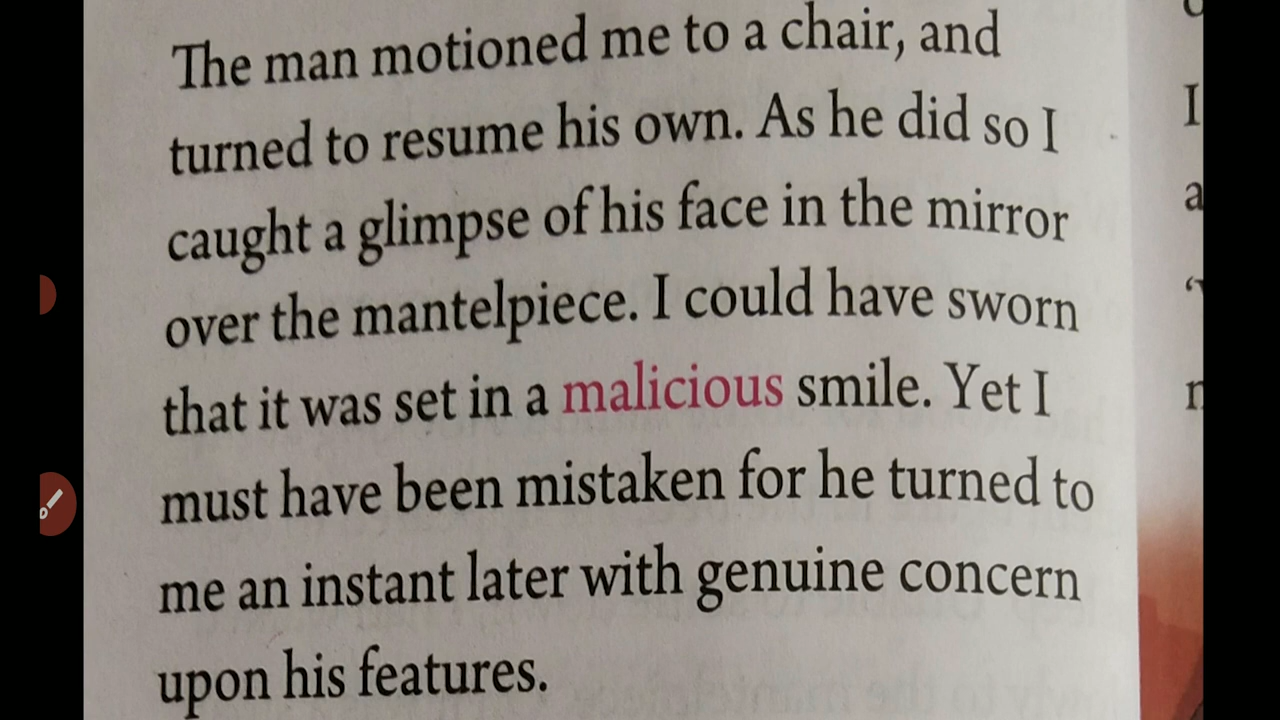 The man motioned me to a chair, and
turned to resume his own. As he did so I
caught a glimpse of his face in the mirror
over the mantelpiece. I could have sworn
that it was set in a malicious smile. Yet I
must have been mistaken for he turned to
me an instant later with genuine concern
upon his features.
I
a